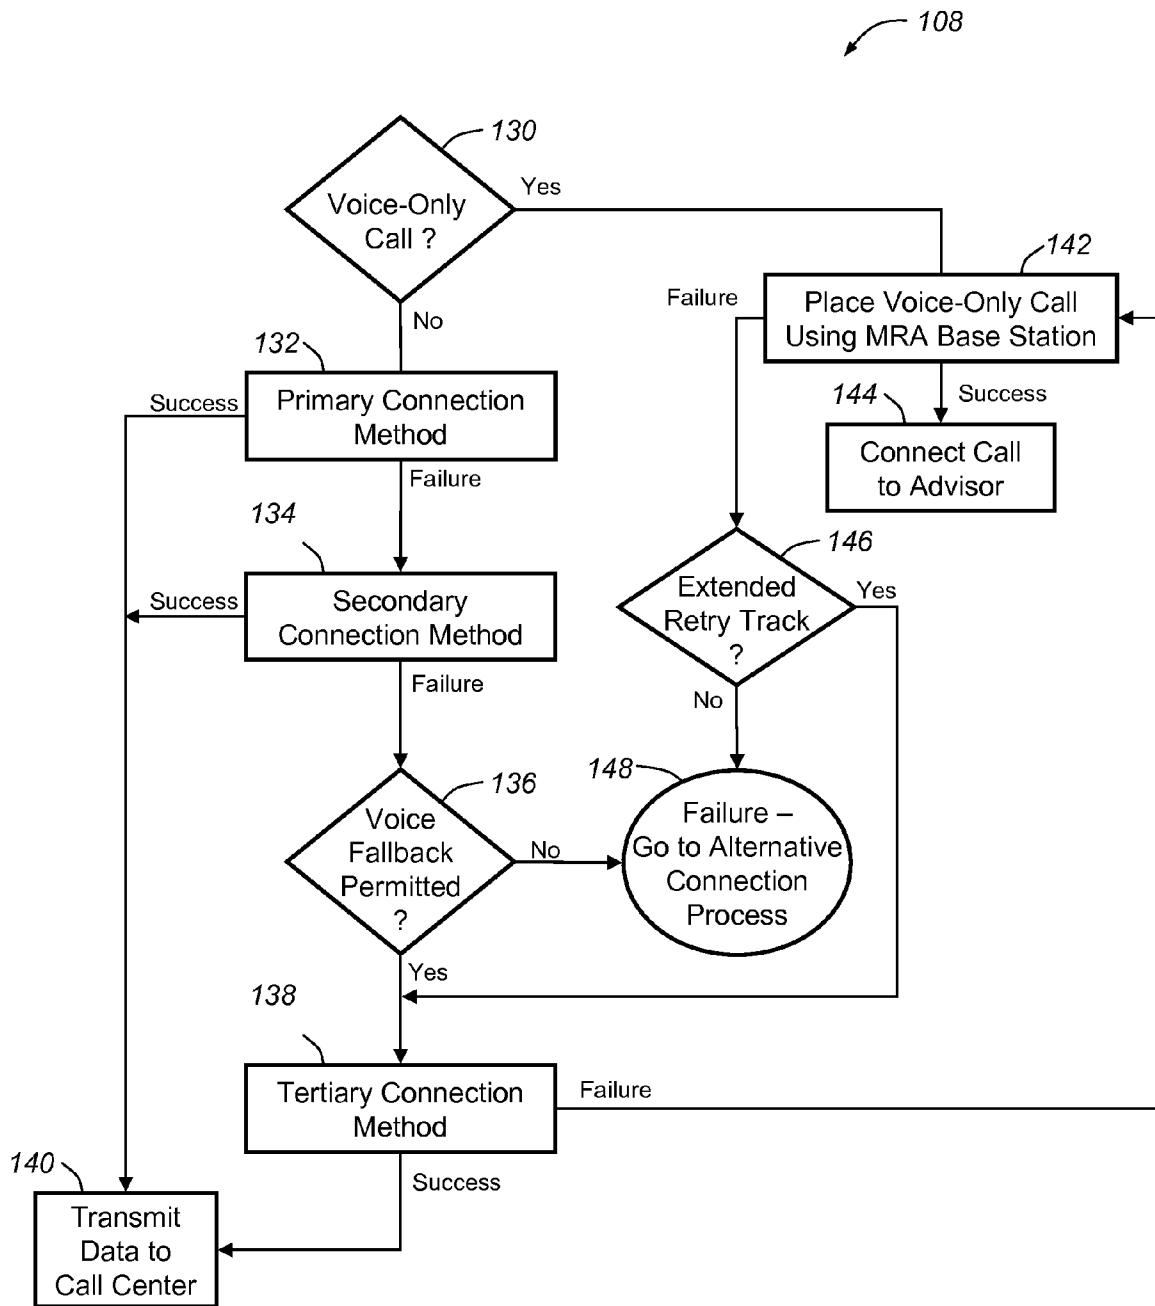 108
130
Voice-Only
Call ?
Yes
No
142
Place Voice-Only Call
Using MRA Base Station
Failure
132
Primary Connection
Method
Success
Failure
Success
144
Connect Call
to Advisor
134
Secondary
Connection Method
Success
Failure
146
Extended
Retry Track
?
Yes
No
136
Voice
Fallback
Permitted
?
No
Yes
148
Failure –
Go to Alternative
Connection
Process
138
Tertiary Connection
Method
Failure
Success
140
Transmit
Data to
Call Center